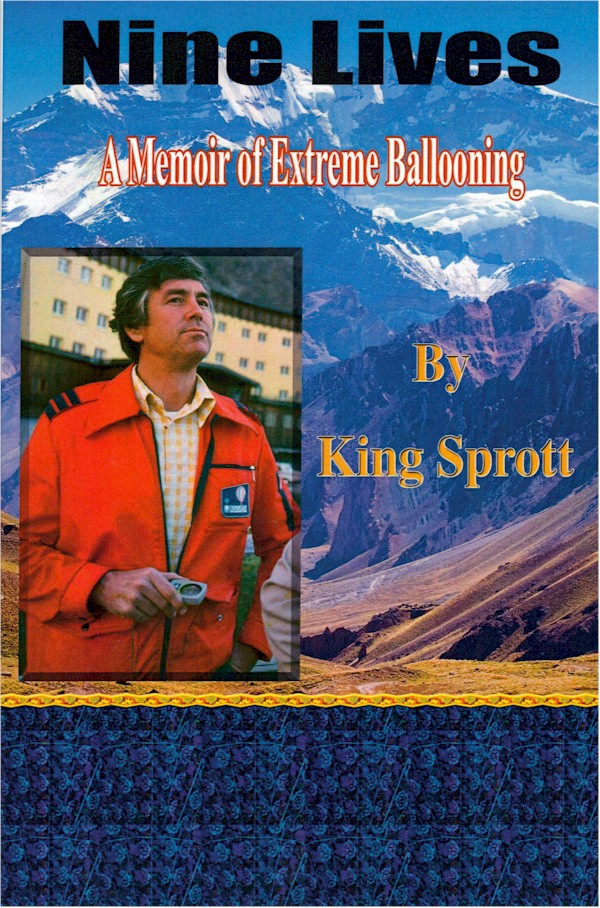 Nine Lives
A Memoir of Extreme Ballooning
By
King Sprott